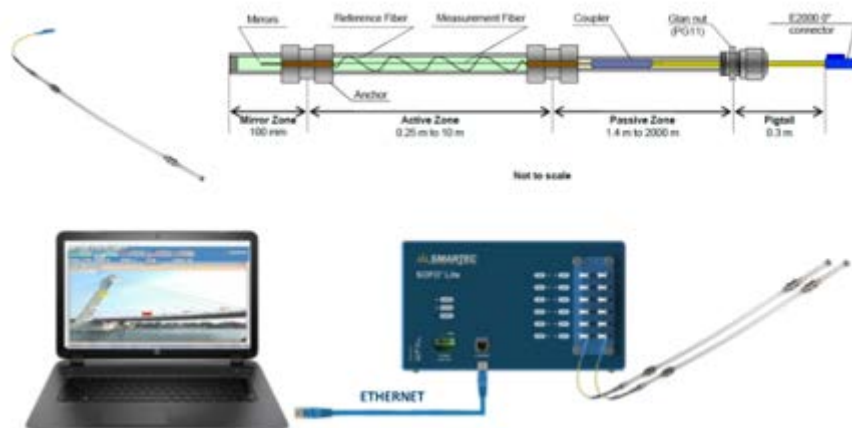 Mirrors
Reference Fiber
Measurement Fiber
Coupler
Glan nut
(PG11)
E2000 0°
connector
Anchor
Mirror Zone
100 mm
Active Zone
0.25 m to 10 m
Passive Zone
1.4 m to 2000 m
Pigtail
0.3 m
Not to scale
SMARTEC
SOFO Lite
ETHERNET